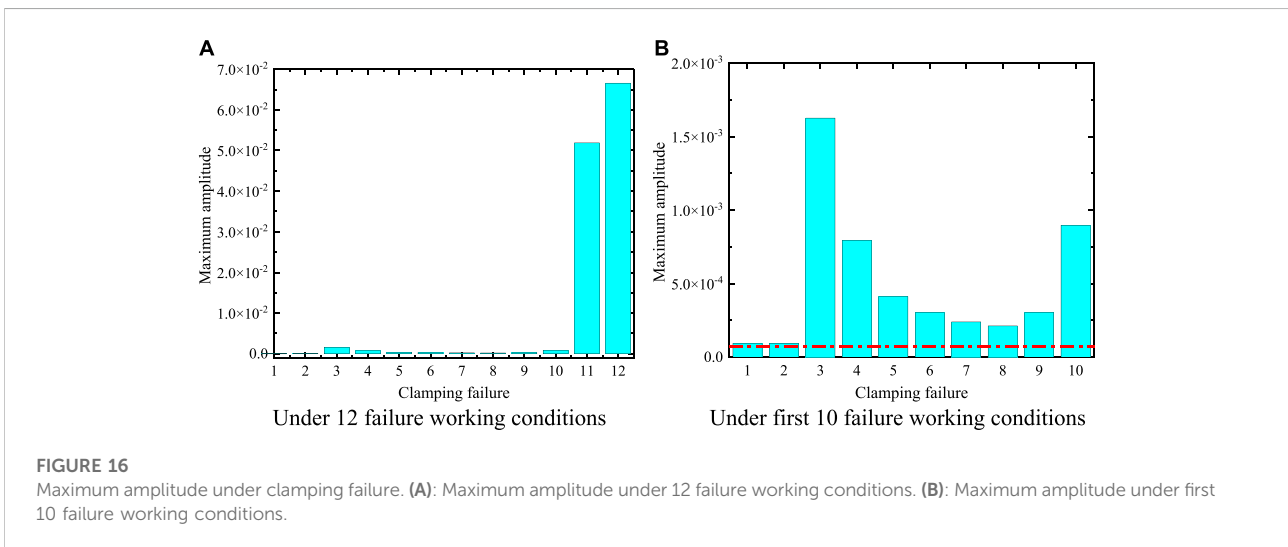 A
Maximum amplitude
7.0×10⁻²
6.0×10⁻²
5.0×10⁻²
4.0×10⁻²
3.0×10⁻²
2.0×10⁻²
1.0×10⁻²
0.0
1 2 3 4 5 6 7 8 9 10 11 12
Clamping failure
Under 12 failure working conditions
B
Maximum amplitude
2.0×10⁻³
1.5×10⁻³
1.0×10⁻³
5.0×10⁻⁴
0.0
1 2 3 4 5 6 7 8 9 10
Clamping failure
Under first 10 failure working conditions
FIGURE 16
Maximum amplitude under clamping failure. (A): Maximum amplitude under 12 failure working conditions. (B): Maximum amplitude under first
10 failure working conditions.